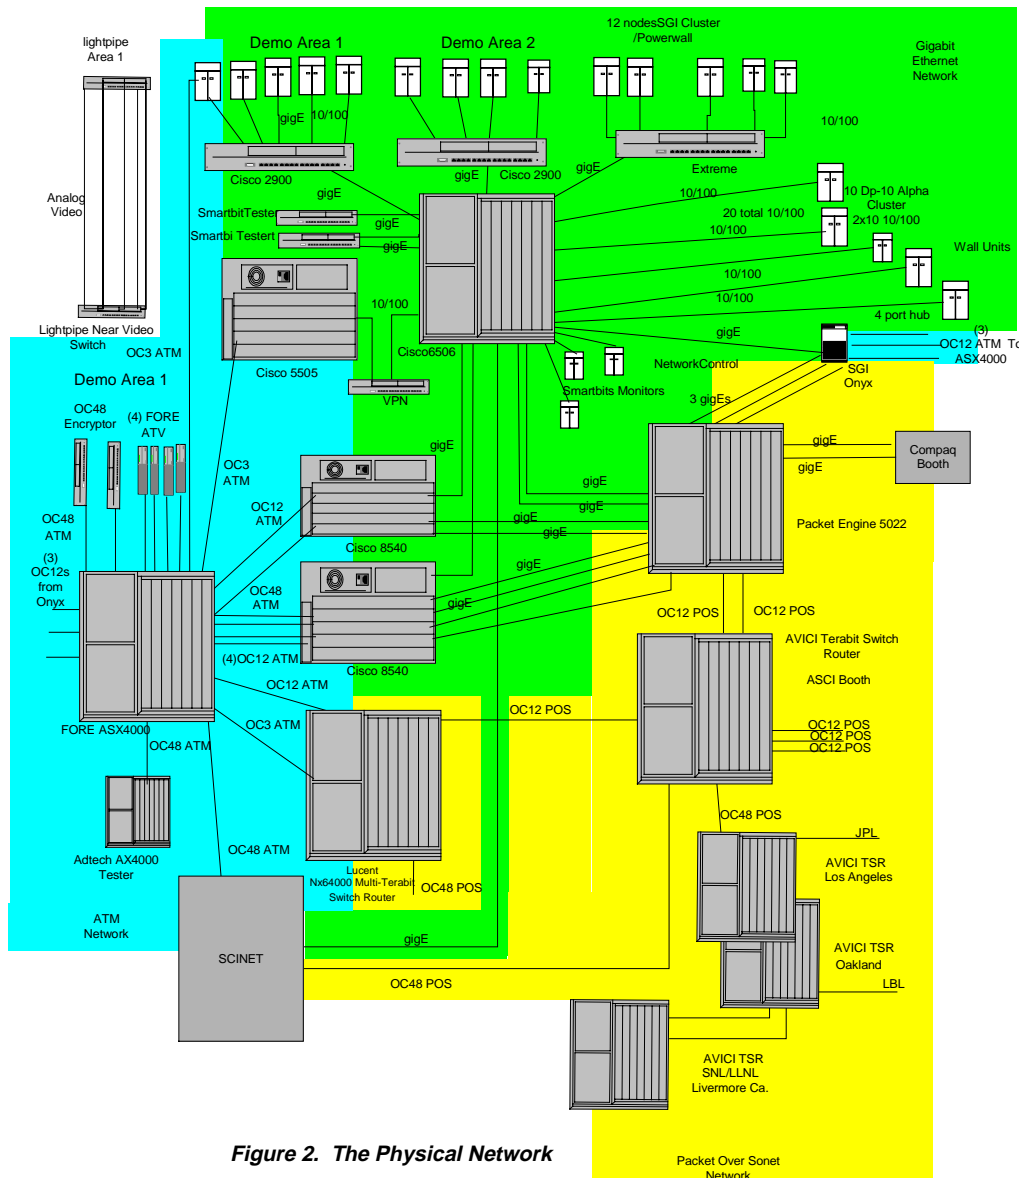 lightpipe
Area 1
Demo Area 1
Demo Area 2
12 nodesSGI Cluster
/Powerwall
Gigabit
Ethernet
Network
gigE
10/100
10/100
Cisco 2900
gigE
Cisco 2900
gigE
Extreme
gigE
Analog
Video
SmartbitTester
gigE
Smartbi Testert
gigE
10/100
10 Dp-10 Alpha
Cluster
20 total 10/100
2x10 10/100
10/100
Wall Units
10/100
10/100
4 port hub
10/100
Lightpipe Near Video
Switch
OC3 ATM
Cisco 5505
Cisco6506
gigE
(3)
OC12 ATM To
ASX4000
NetworkControl
SGI
Onyx
Smartbits Monitors
VPN
3 gigEs
Demo Area 1
OC48
Encryptor
(4) FORE
ATV
OC3
ATM
gigE
gigE
gigE
Compaq
Booth
OC48
ATM
OC12
ATM
gigE
gigE
gigE
Packet Engine 5022
Cisco 8540
(3)
OC12s
from
Onyx
OC48
ATM
gigE
gigE
OC12 POS
OC12 POS
(4)OC12 ATM
Cisco 8540
AVICI Terabit Switch
Router
ASCI Booth
OC12 ATM
OC3 ATM
OC12 POS
OC12 POS
OC12 POS
OC12 POS
FORE ASX4000
OC48 ATM
OC48 POS
JPL
Adtech AX4000
Tester
OC48 ATM
Lucent
Nx64000 Multi-Terabit
Switch Router
OC48 POS
AVICI TSR
Los Angeles
ATM
Network
gigE
SCINET
AVICI TSR
Oakland
OC48 POS
LBL
AVICI TSR
SNL/LLNL
Livermore Ca.
Figure 2. The Physical Network
Packet Over Sonet
Network